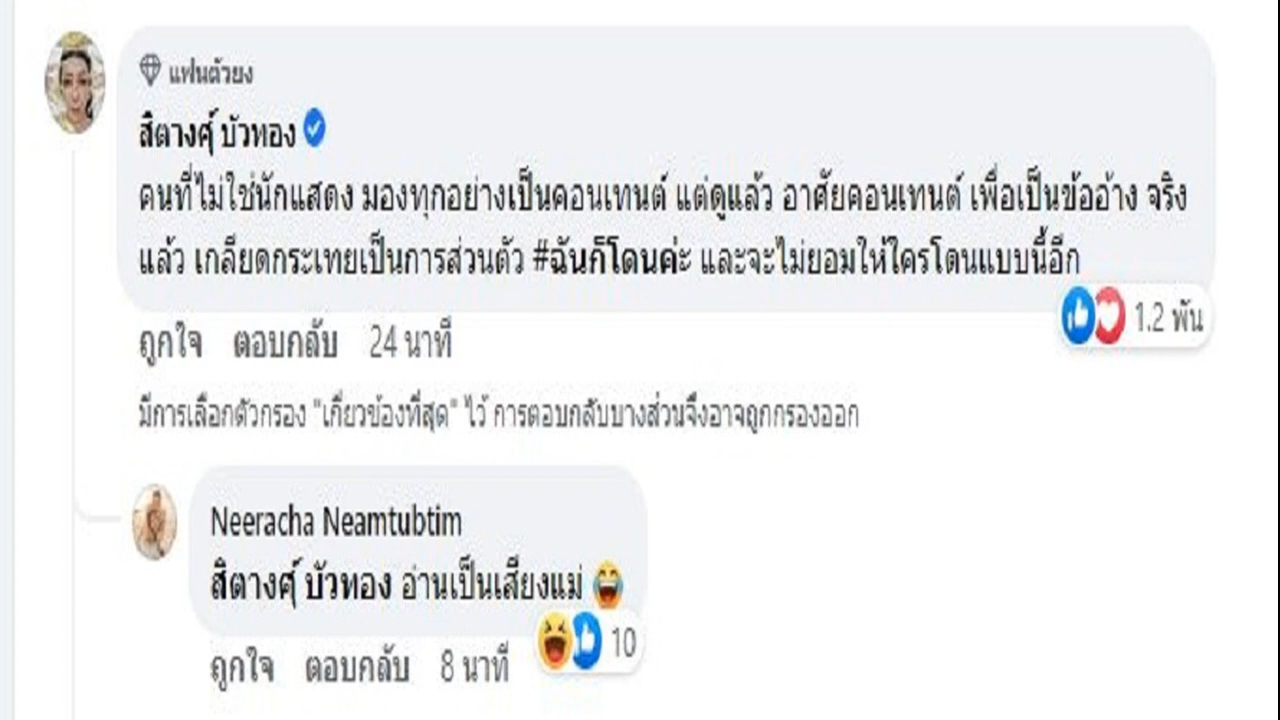 แฟนตัวยง
สิตางศุ์ บัวทอง
คนที่ไม่ใช่นักแสดง มองทุกอย่างเป็นคอนเทนต์ แต่ดูแล้ว อาศัยคอนเทนต์ เพื่อเป็นข้ออ้าง จริง
แล้ว เกลียดกระเทยเป็นการส่วนตัว #ฉันก็โดนค่ะ และจะไม่ยอมให้ใครโดนแบบนี้อีก
1.2 พัน
ถูกใจ ตอบกลับ 24 นาที
มีการเลือกตัวกรอง "เกี่ยวข้องที่สุด" ไว้ การตอบกลับบางส่วนจึงอาจถูกกรองออก
Neeracha Neamtubtim
สิตางศุ์ บัวทอง อ่านเป็นเสียงแม่ 😂
10
ถูกใจ ตอบกลับ 8 นาที